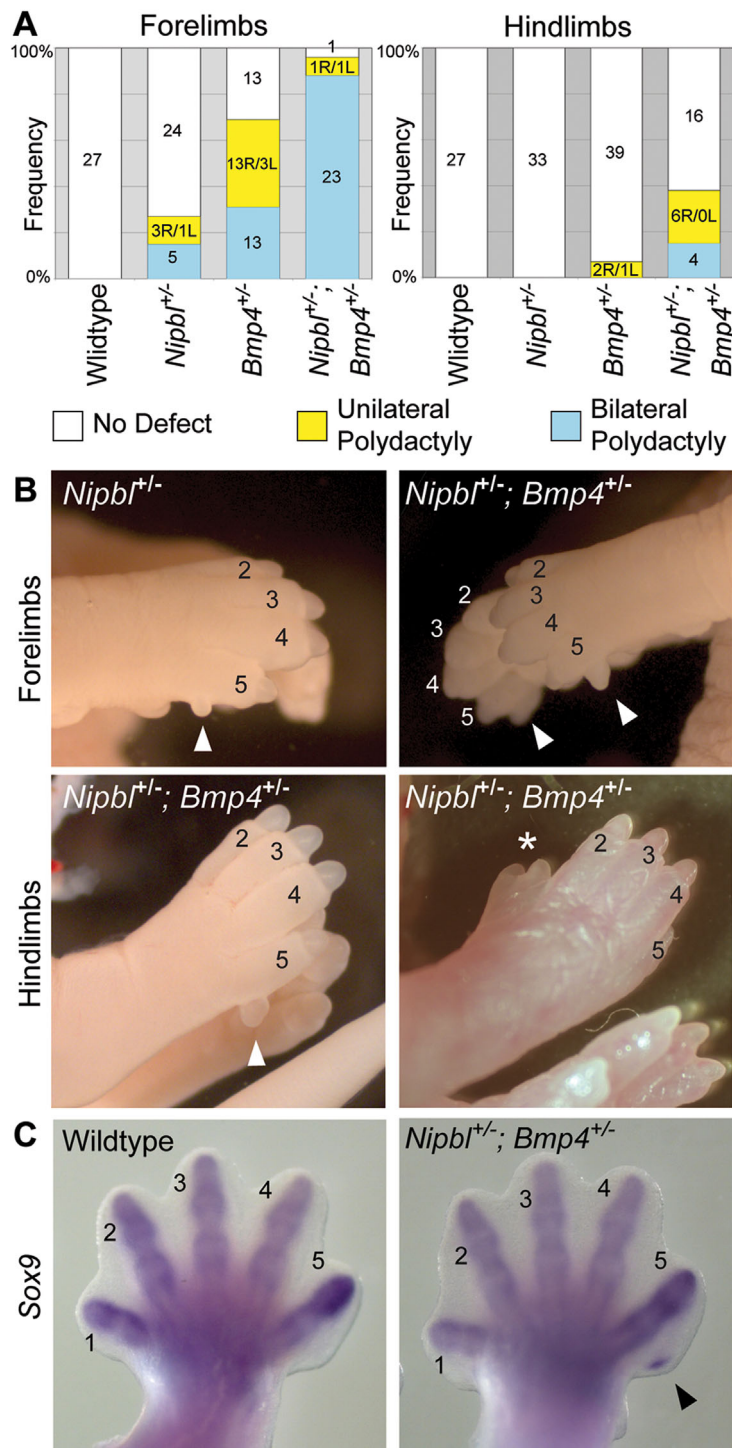 A
Forelimbs
Hindlimbs
100%
Frequency
0%
27
24
3R/1L
5
13
13R/3L
13
1
1R/1L
23
Wlidtype
Nipbl+/-
Bmp4+/-
Nipbl+/-;
Bmp4+/-
100%
Frequency
0%
27
33
39
2R/1L
16
6R/0L
4
Wlidtype
Nipbl+/-
Bmp4+/-
Nipbl+/-;
Bmp4+/-
No Defect
Unilateral
Polydactyly
Bilateral
Polydactyly
B
Forelimbs
Nipbl+/-
2
3
4
5
Nipbl+/-; Bmp4+/-
2
3
4
5
2
3
4
5
Hindlimbs
Nipbl+/-; Bmp4+/-
2
3
4
5
Nipbl+/-; Bmp4+/-
*
2
3
4
5
C
Sox9
Wildtype
1
2
3
4
5
Nipbl+/-; Bmp4+/-
1
2
3
4
5